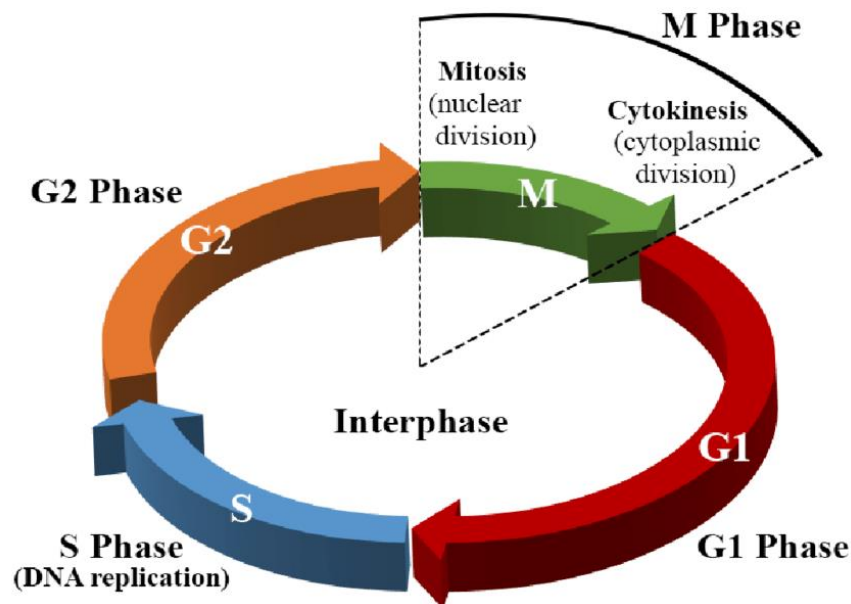 M Phase
Mitosis
(nuclear
division)
Cytokinesis
(cytoplasmic
division)
G2 Phase
G2
M
Interphase
G1
S
S Phase
(DNA replication)
G1 Phase